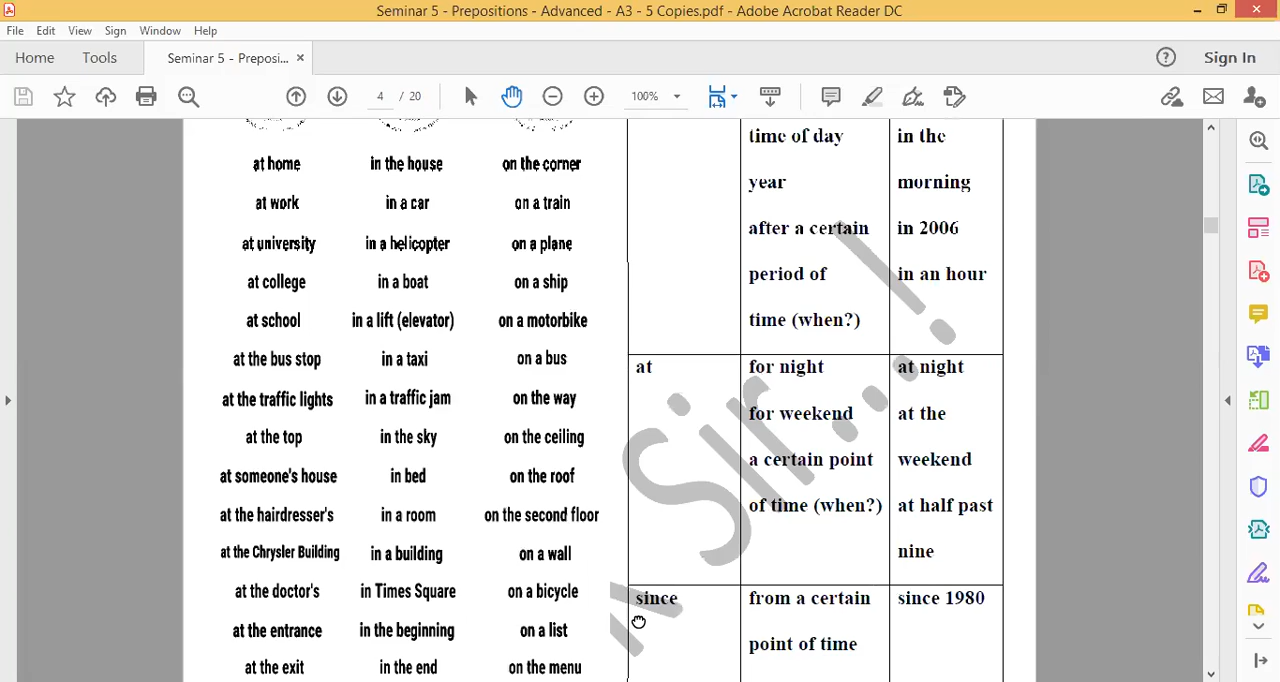 Seminar 5 - Prepositions - Advanced - A3 - 5 Copies.pdf - Adobe Acrobat Reader DC
File Edit View Sign Window Help
Home Tools Seminar 5 - Preposi... × Sign In
4 / 20 100%
at home in the house on the corner
at work in a car on a train
at university in a helicopter on a plane
at college in a boat on a ship
at school in a lift (elevator) on a motorbike
at the bus stop in a taxi on a bus
at the traffic lights in a traffic jam on the way
at the top in the sky on the ceiling
at someone's house in bed on the roof
at the hairdresser's in a room on the second floor
at the Chrysler Building in a building on a wall
at the doctor's in Times Square on a bicycle
at the entrance in the beginning on a list
at the exit in the end on the menu
time of day in the
year morning
after a certain in 2006
period of in an hour
time (when?)
at for night at night
for weekend at the
a certain point weekend
of time (when?) at half past
nine
since from a certain since 1980
point of time
Sir...!